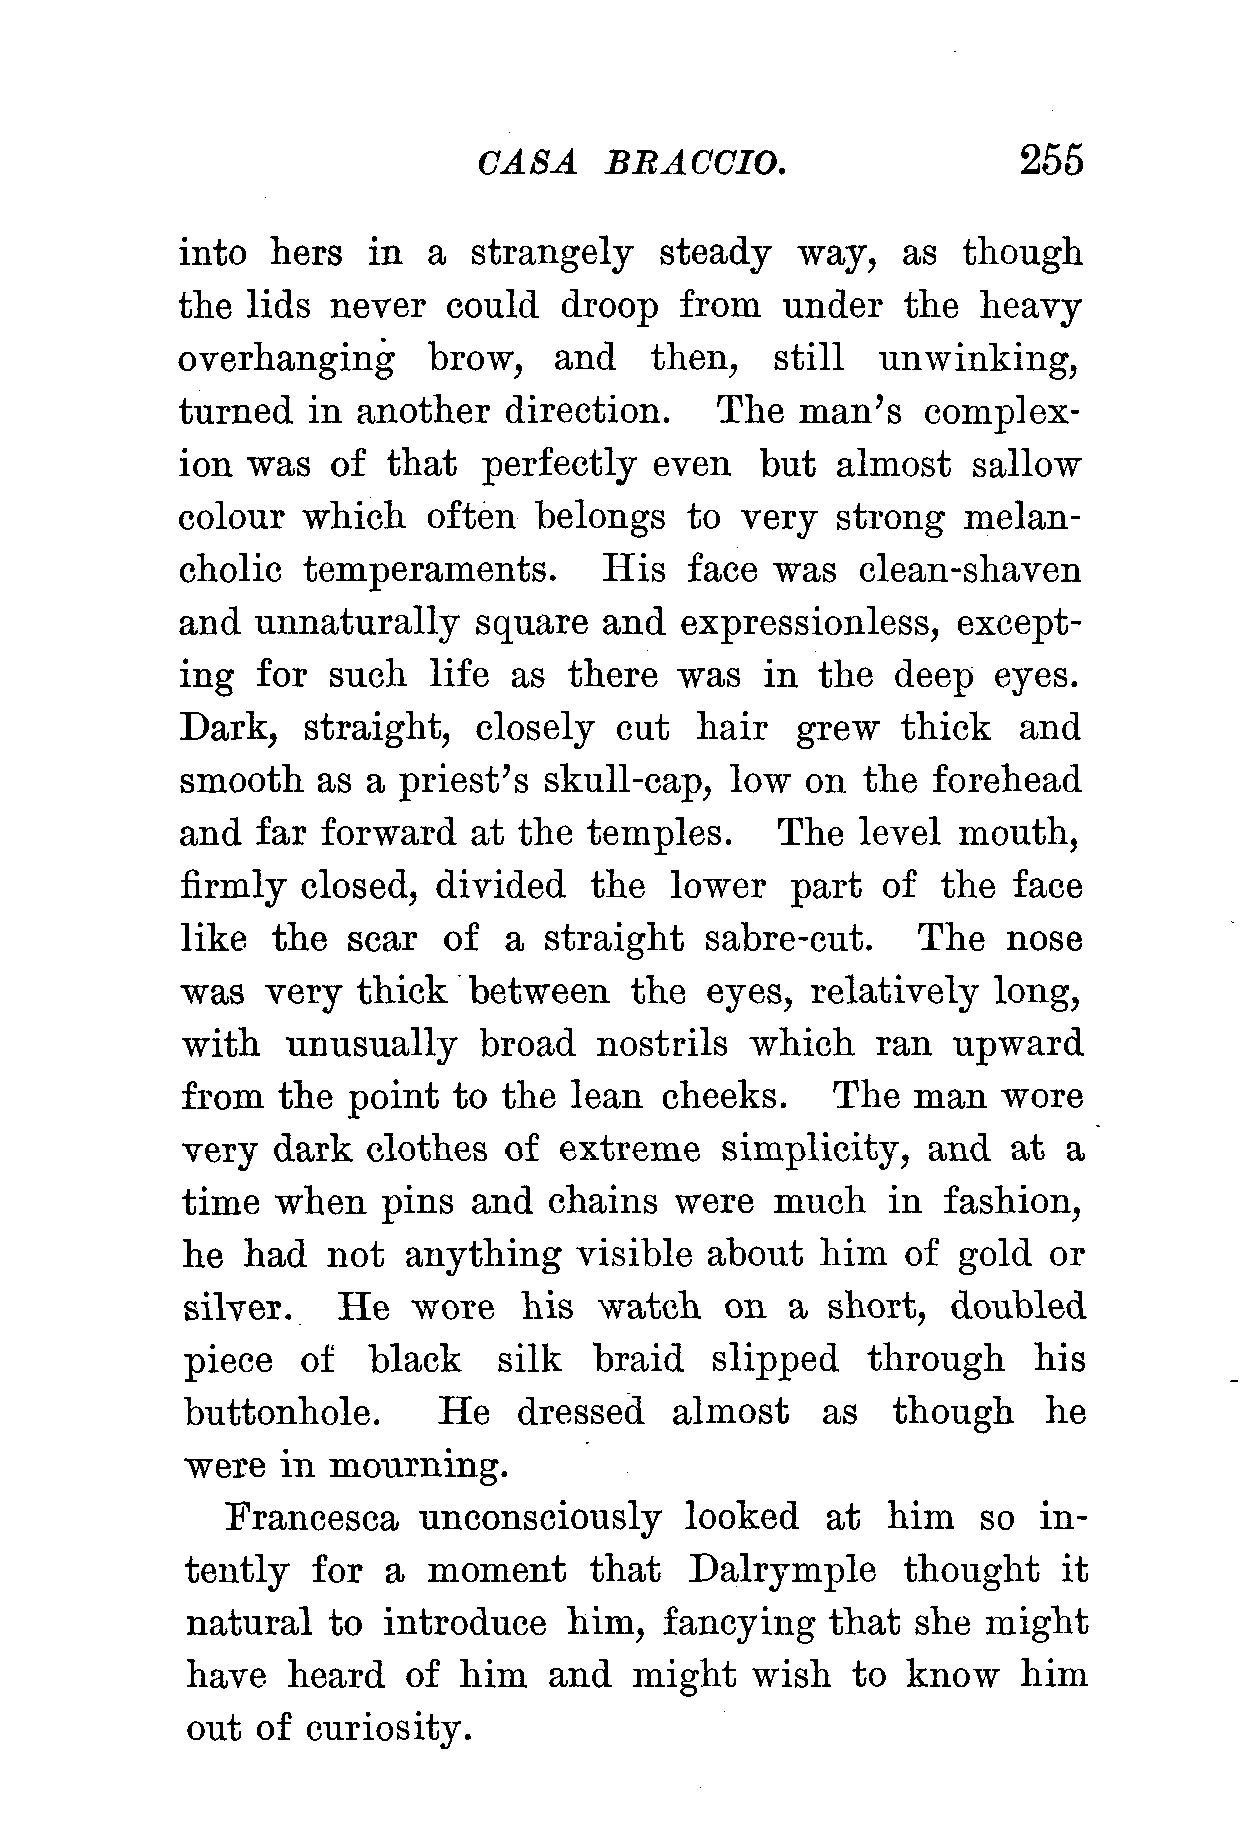 CASA BRACCIO. 255
into hers in a strangely steady way, as though
the lids never could droop from under the heavy
overhanging brow, and then, still unwinking,
turned in another direction. The man's complex-
ion was of that perfectly even but almost sallow
colour which often belongs to very strong melan-
cholic temperaments. His face was clean-shaven
and unnaturally square and expressionless, except-
ing for such life as there was in the deep eyes.
Dark, straight, closely cut hair grew thick and
smooth as a priest's skull-cap, low on the forehead
and far forward at the temples. The level mouth,
firmly closed, divided the lower part of the face
like the scar of a straight sabre-cut. The nose
was very thick between the eyes, relatively long,
with unusually broad nostrils which ran upward
from the point to the lean cheeks. The man wore
very dark clothes of extreme simplicity, and at a
time when pins and chains were much in fashion,
he had not anything visible about him of gold or
silver. He wore his watch on a short, doubled
piece of black silk braid slipped through his
buttonhole. He dressed almost as though he
were in mourning.
Francesca unconsciously looked at him so in-
tently for a moment that Dalrymple thought it
natural to introduce him, fancying that she might
have heard of him and might wish to know him
out of curiosity.